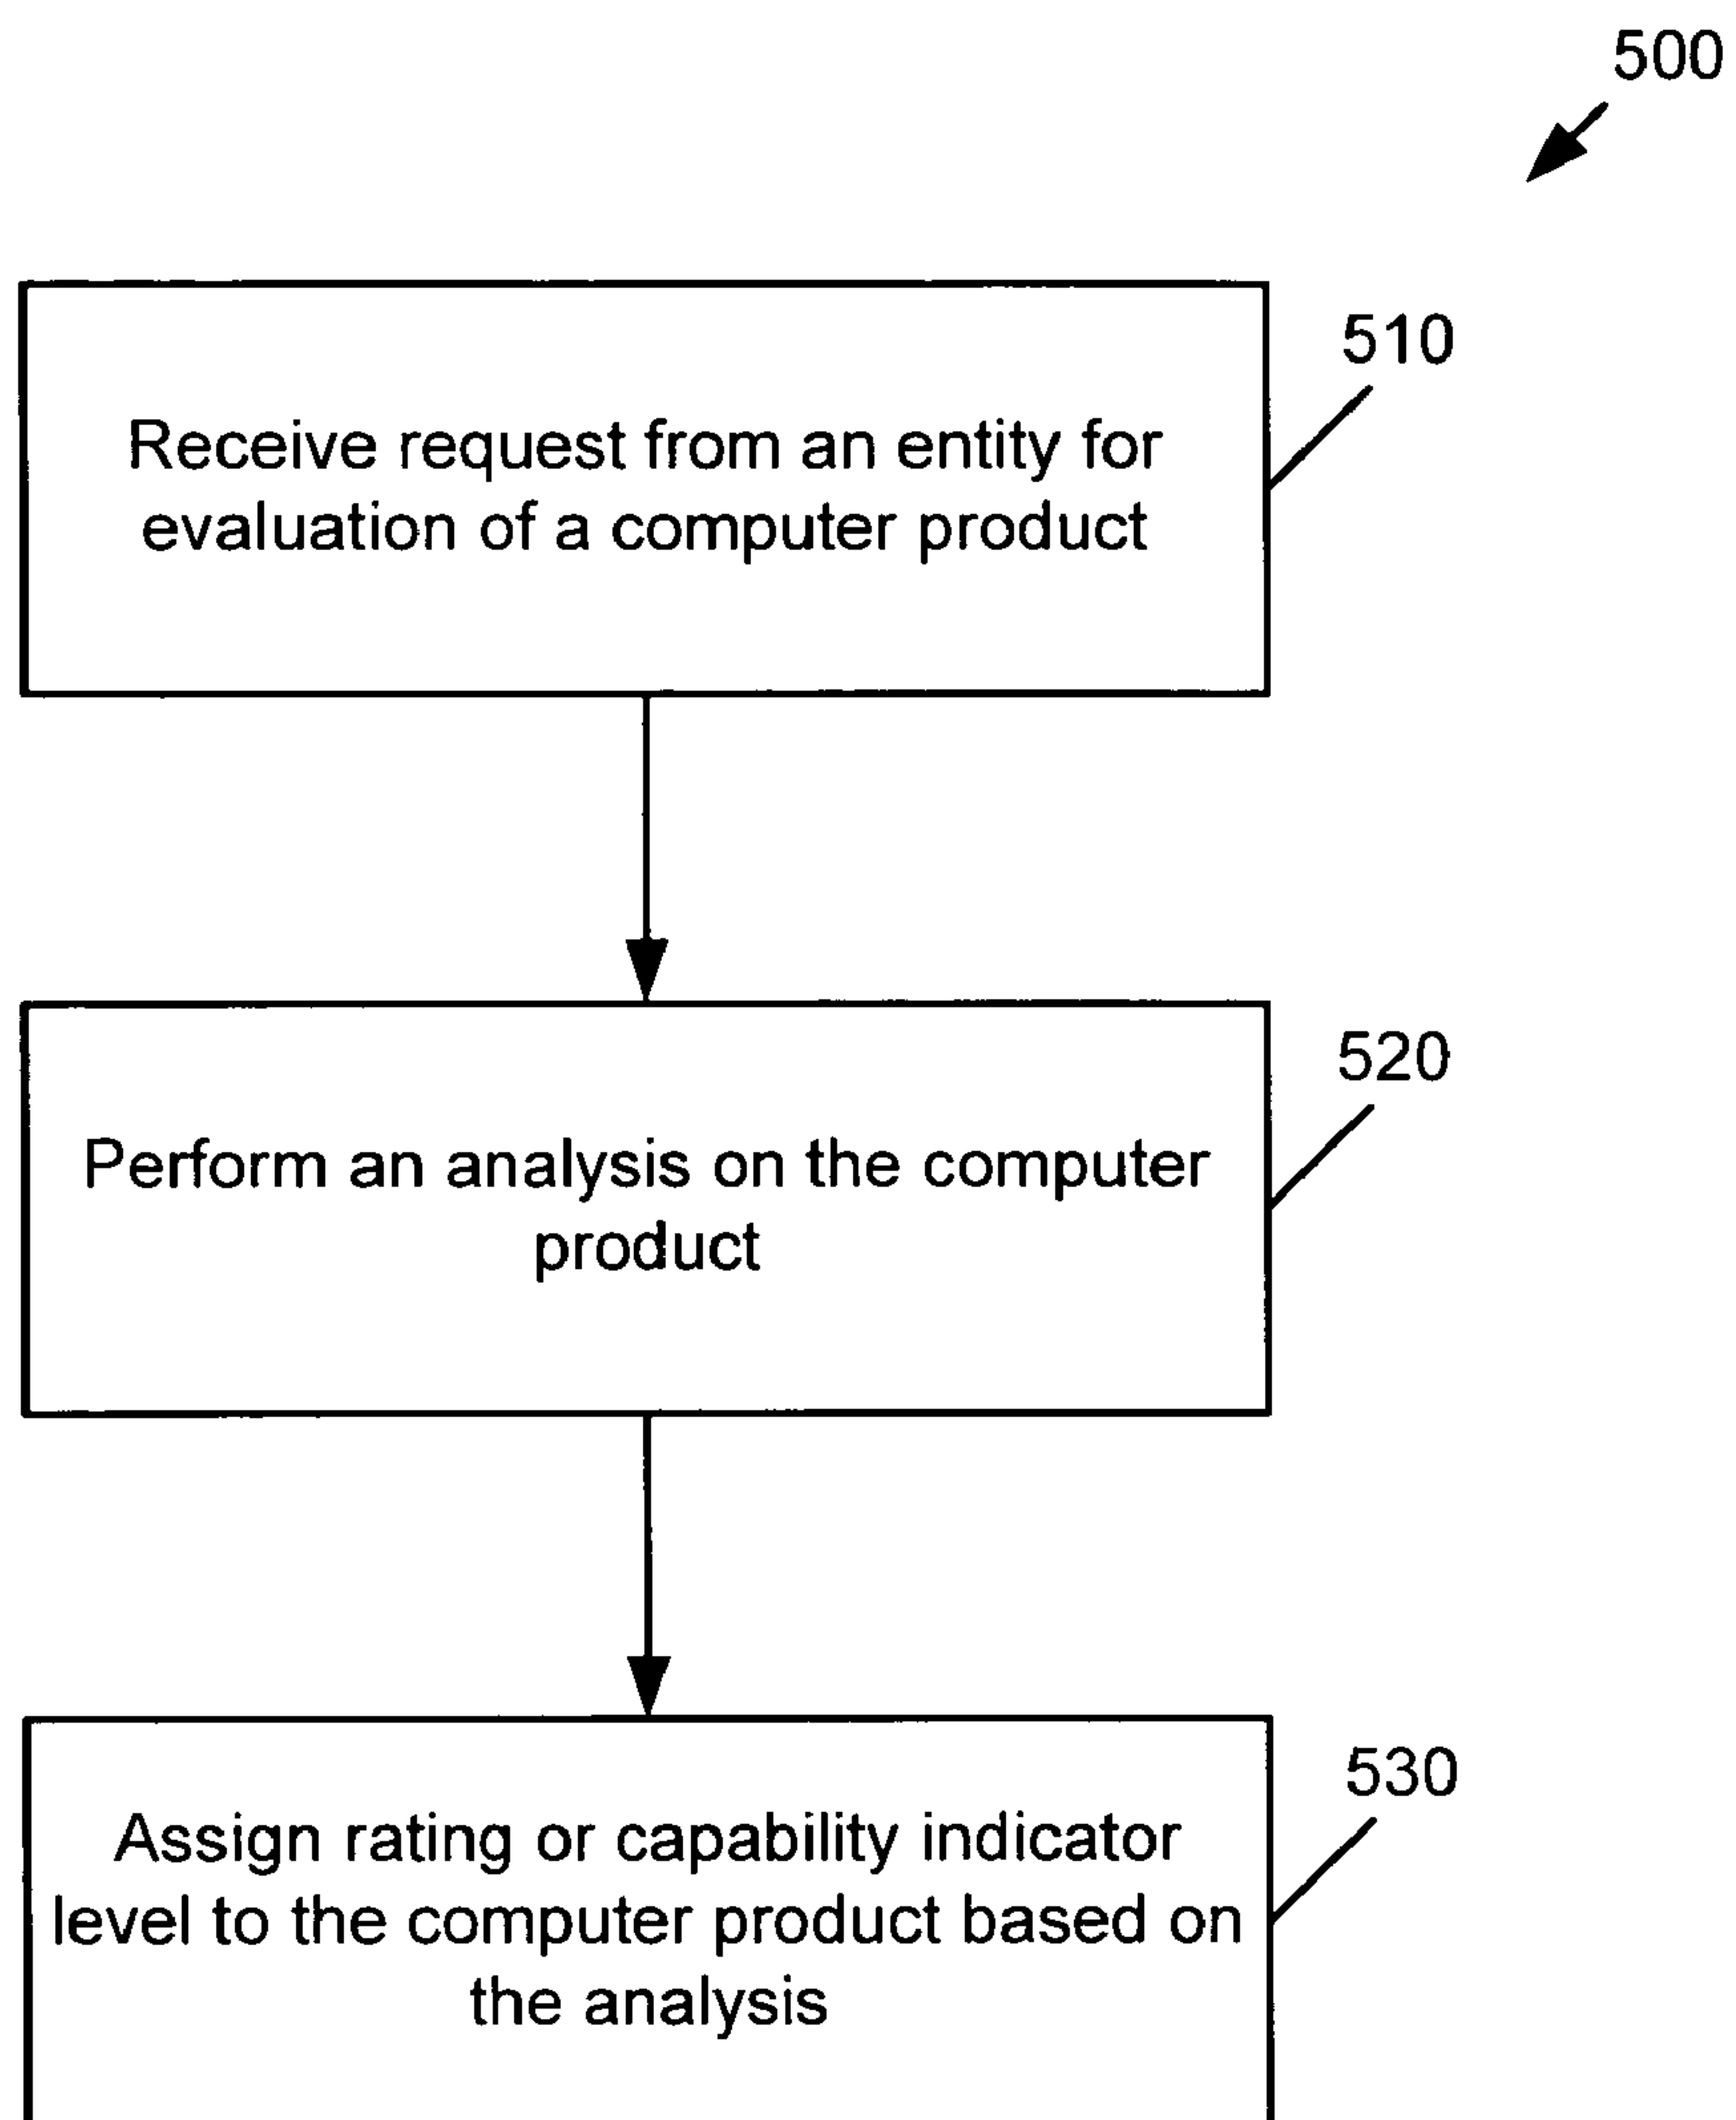 500
510
Receive request from an entity for
evaluation of a computer product
520
Perform an analysis on the computer
product
530
Assign rating or capability indicator
level to the computer product based on
the analysis